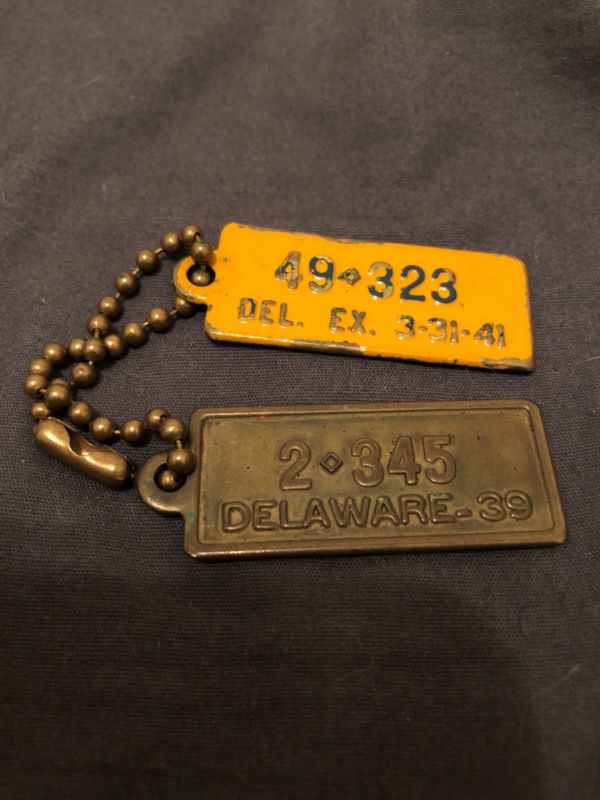 49◆323
DEL. EX. 3-31-41
2◇345
DELAWARE-39